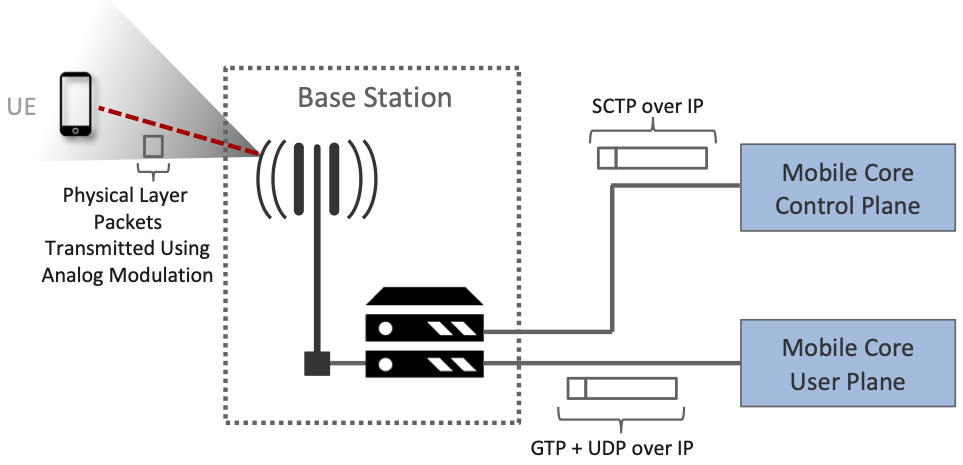 UE
Base Station
SCTP over IP
Mobile Core
Control Plane
Physical Layer
Packets
Transmitted Using
Analog Modulation
Mobile Core
User Plane
GTP + UDP over IP